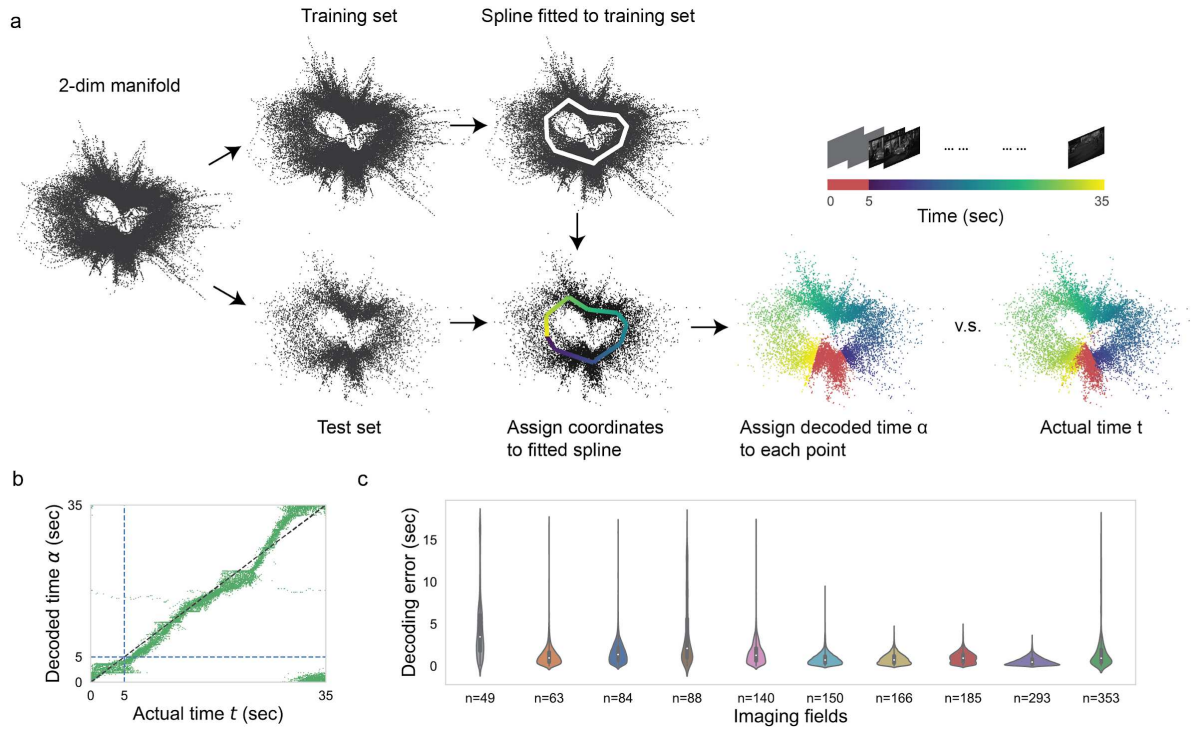 a
Training set
Spline fitted to training set
2-dim manifold
... ...
... ...
0
5
35
Time (sec)
v.s.
Test set
Assign coordinates
to fitted spline
Assign decoded time α
to each point
Actual time t
b
Decoded time α (sec)
35
5
0
0
5
35
Actual time t (sec)
c
Decoding error (sec)
15
10
5
0
n=49
n=63
n=84
n=88
n=140
n=150
n=166
n=185
n=293
n=353
Imaging fields